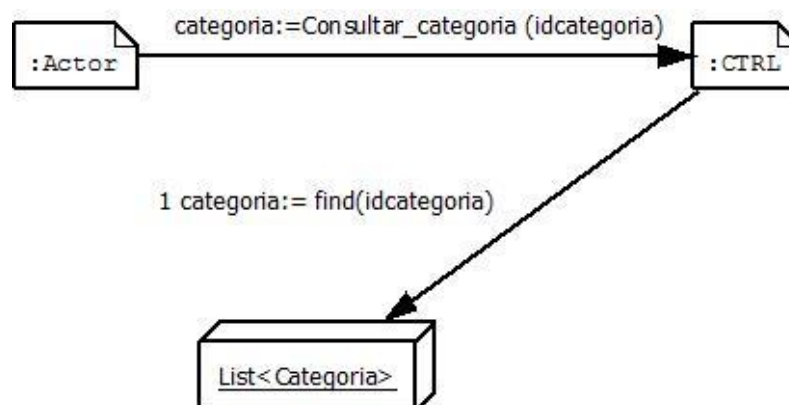 categoria:=Consultar_categoria (idcategoria)
:Actor
:CTRL
1 categoria:= find(idcategoria)
List<Categoria>